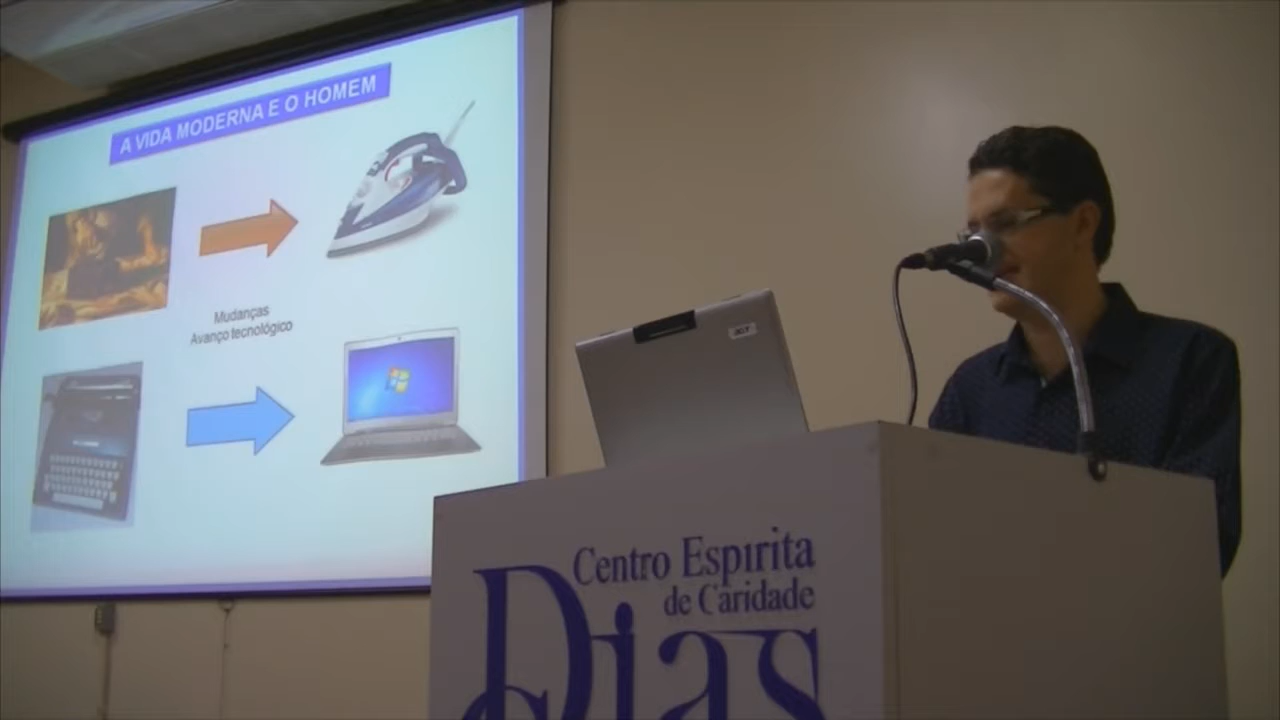 A VIDA MODERNA E O HOMEM
Mudanças
Avanço tecnológico
acer
Centro Espírita
de Caridade
Dias